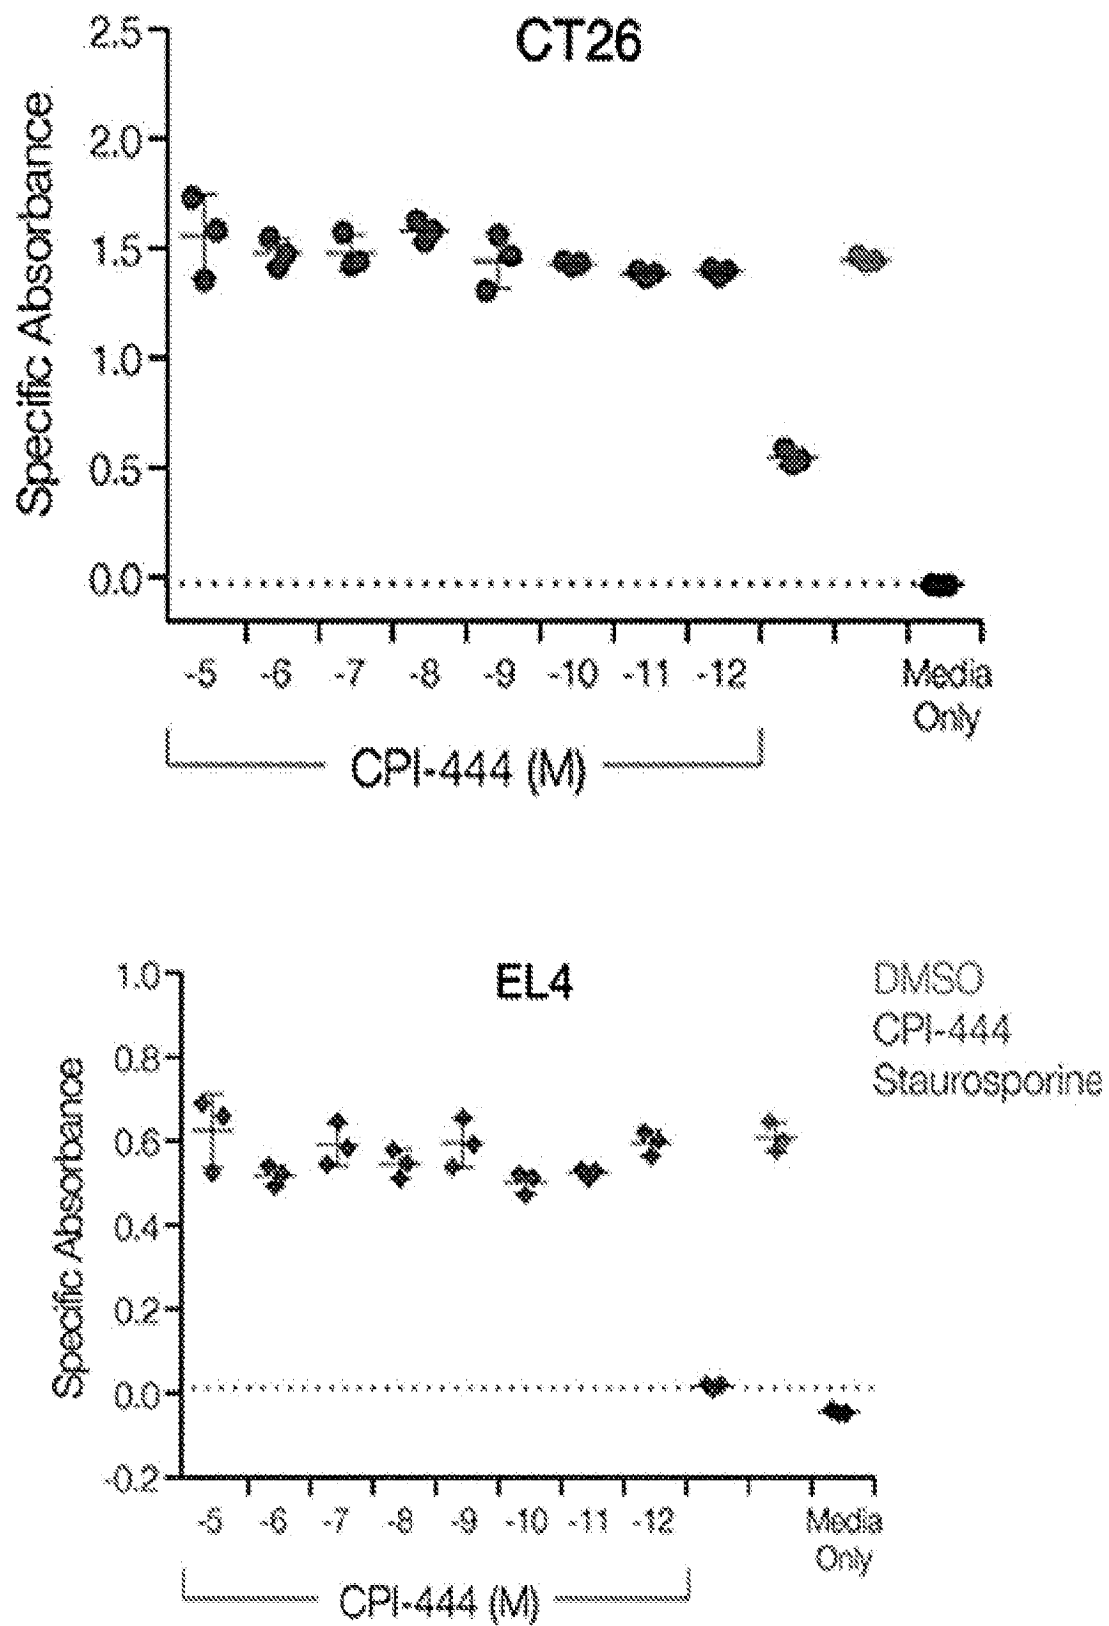 CT26
2.5
2.0
1.5
1.0
0.5
0.0
Specific Absorbance
-5 -6 -7 -8 -9 -10 -11 -12 Media
Only
CPI-444 (M)
EL4
DMSO
CPI-444
Staurosporine
1.0
0.8
0.6
0.4
0.2
0.0
-0.2
Specific Absorbance
-5 -6 -7 -8 -9 -10 -11 -12 Media
Only
CPI-444 (M)